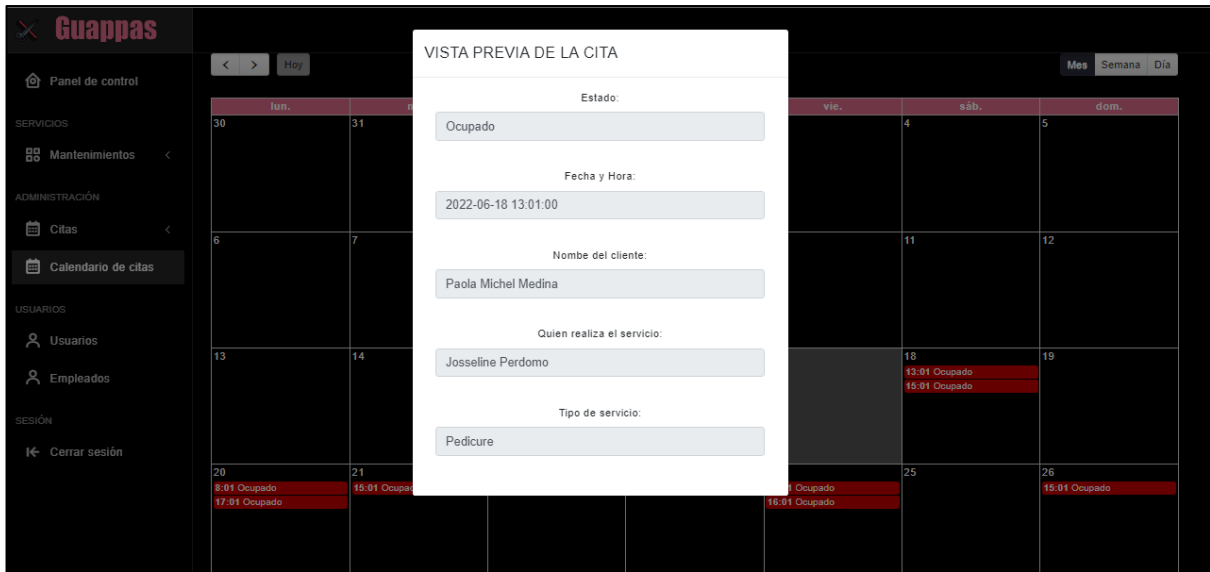 Guappas
Panel de control
SERVICIOS
Mantenimientos
ADMINISTRACIÓN
Citas
Calendario de citas
USUARIOS
Usuarios
Empleados
SESIÓN
Cerrar sesión
Hoy
Mes Semana Día
lun. vie. sáb. dom.
30 31 4 5
6 7 11 12
13 14 18 19
13:01 Ocupado
15:01 Ocupado
20 21 25 26
8:01 Ocupado 15:01 Ocupado 15:01 Ocupado
17:01 Ocupado 16:01 Ocupado
VISTA PREVIA DE LA CITA
Estado:
Ocupado
Fecha y Hora:
2022-06-18 13:01:00
Nombe del cliente:
Paola Michel Medina
Quien realiza el servicio:
Josseline Perdomo
Tipo de servicio:
Pedicure